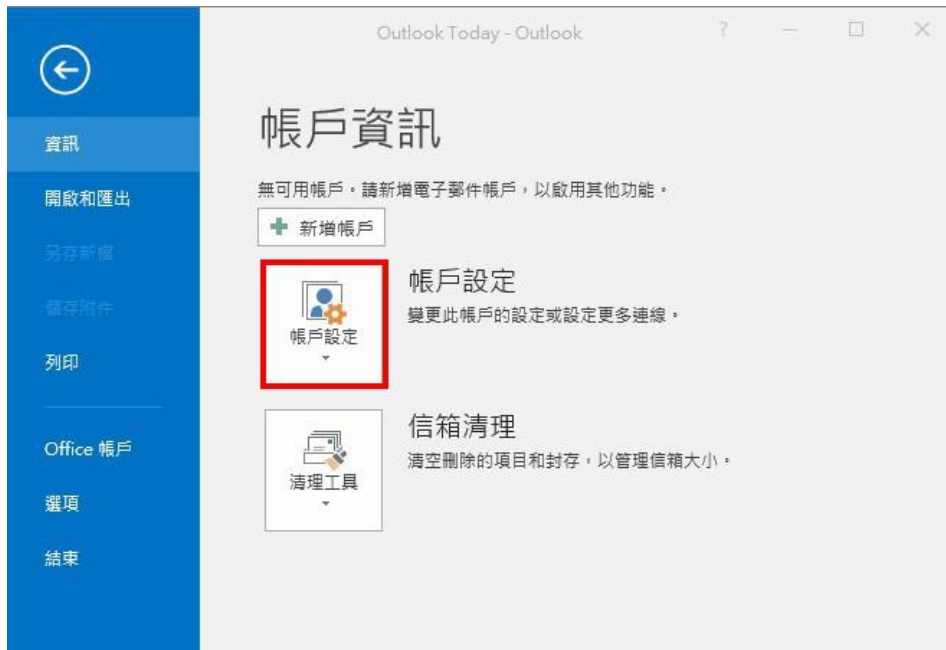 Outlook Today - Outlook
?
資訊
開啟和匯出
另存新檔
儲存附件
列印
Office 帳戶
選項
結束
帳戶資訊
無可用帳戶。請新增電子郵件帳戶，以啟用其他功能。
新增帳戶
帳戶設定
帳戶設定
變更此帳戶的設定或設定更多連線。
清理工具
信箱清理
清空刪除的項目和封存，以管理信箱大小。